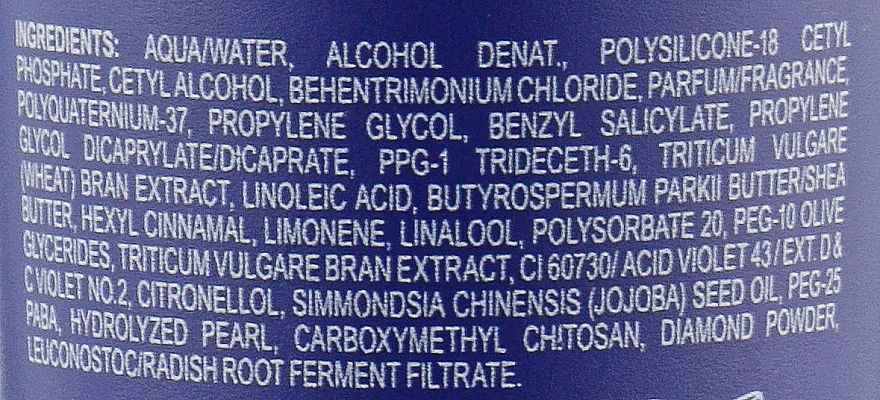 INGREDIENTS: AQUA/WATER, ALCOHOL DENAT., POLYSILICONE-18 CETYL
PHOSPHATE, CETYL ALCOHOL, BEHENTRIMONIUM CHLORIDE, PARFUM/FRAGRANCE,
POLYQUATERNIUM-37, PROPYLENE GLYCOL, BENZYL SALICYLATE, PROPYLENE
GLYCOL DICAPRYLATE/DICAPRATE, PPG-1 TRIDECETH-6, TRITICUM VULGARE
(WHEAT) BRAN EXTRACT, LINOLEIC ACID, BUTYROSPERMUM PARKII BUTTER/SHEA
BUTTER, HEXYL CINNAMAL, LIMONENE, LINALOOL, POLYSORBATE 20, PEG-10 OLIVE
GLYCERIDES, TRITICUM VULGARE BRAN EXTRACT, CI 60730/ ACID VIOLET 43 / EXT. D &
C VIOLET NO.2, CITRONELLOL, SIMMONDSIA CHINENSIS (JOJOBA) SEED OIL, PEG-25
PABA, HYDROLYZED PEARL, CARBOXYMETHYL CHITOSAN, DIAMOND POWDER,
LEUCONOSTOC/RADISH ROOT FERMENT FILTRATE.